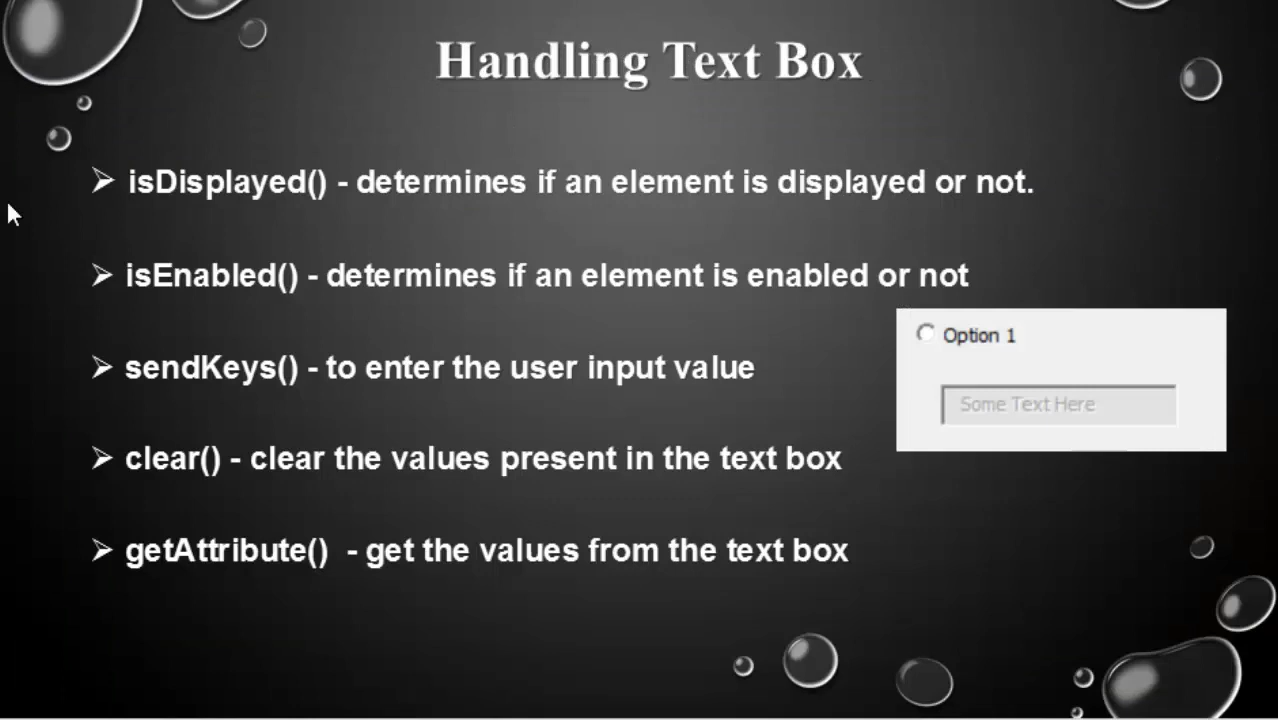 Handling Text Box
➢ isDisplayed() - determines if an element is displayed or not.
➢ isEnabled() - determines if an element is enabled or not
Option 1
➢ sendKeys() - to enter the user input value
Some Text Here
➢ clear() - clear the values present in the text box
➢ getAttribute()  - get the values from the text box